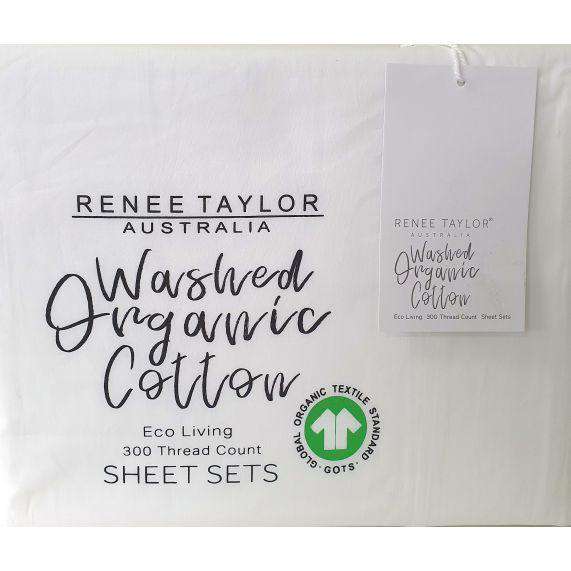 RENEE TAYLOR
AUSTRALIA
Washed
Organic
Cotton
Eco Living
300 Thread Count
SHEET SETS
GLOBAL ORGANIC TEXTILE STANDARD
· GOTS ·
RENEE TAYLOR®
AUSTRALIA
Washed
Organic
Cotton
Eco Living 300 Thread Count Sheet Sets